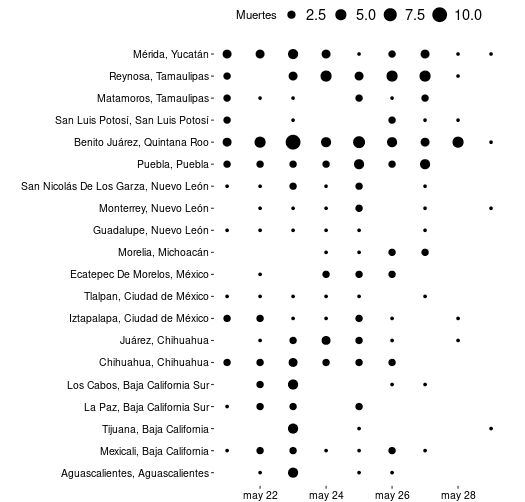 Muertes 2.5 5.0 7.5 10.0
Mérida, Yucatán
Reynosa, Tamaulipas
Matamoros, Tamaulipas
San Luis Potosí, San Luis Potosí
Benito Juárez, Quintana Roo
Puebla, Puebla
San Nicolás De Los Garza, Nuevo León
Monterrey, Nuevo León
Guadalupe, Nuevo León
Morelia, Michoacán
Ecatepec De Morelos, México
Tlalpan, Ciudad de México
Iztapalapa, Ciudad de México
Juárez, Chihuahua
Chihuahua, Chihuahua
Los Cabos, Baja California Sur
La Paz, Baja California Sur
Tijuana, Baja California
Mexicali, Baja California
Aguascalientes, Aguascalientes
may 22 may 24 may 26 may 28